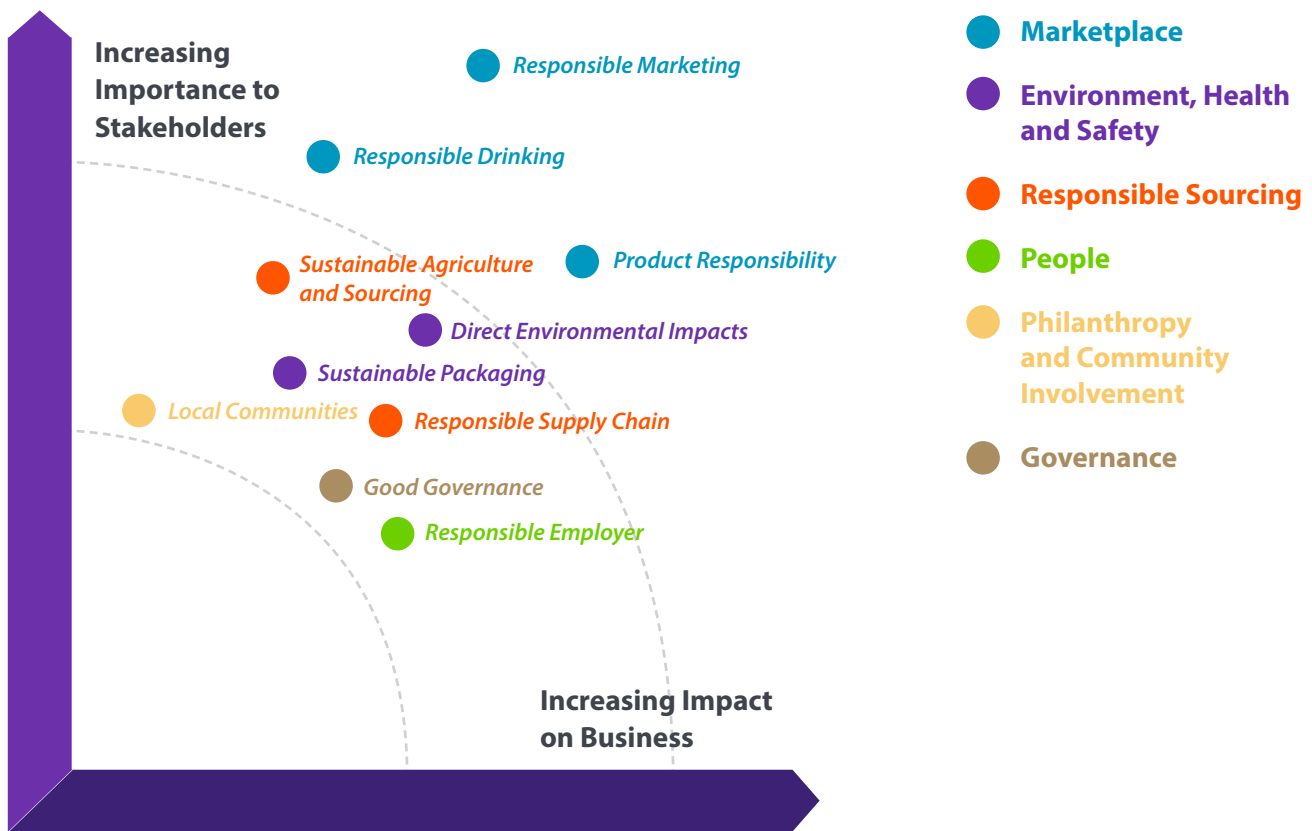 Increasing
Importance to
Stakeholders
Responsible Marketing
Responsible Drinking
Sustainable Agriculture
and Sourcing
Product Responsibility
Direct Environmental Impacts
Sustainable Packaging
Local Communities
Responsible Supply Chain
Good Governance
Responsible Employer
Increasing Impact
on Business
Marketplace
Environment, Health
and Safety
Responsible Sourcing
People
Philanthropy
and Community
Involvement
Governance